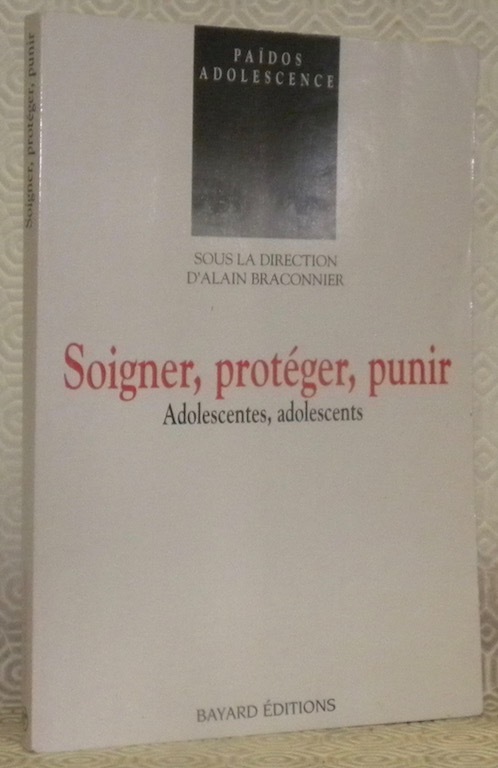 Soigner, protéger, punir
PAÏDOS
ADOLESCENCE
SOUS LA DIRECTION
D'ALAIN BRACONNIER
Soigner, protéger, punir
Adolescentes, adolescents
BAYARD ÉDITIONS